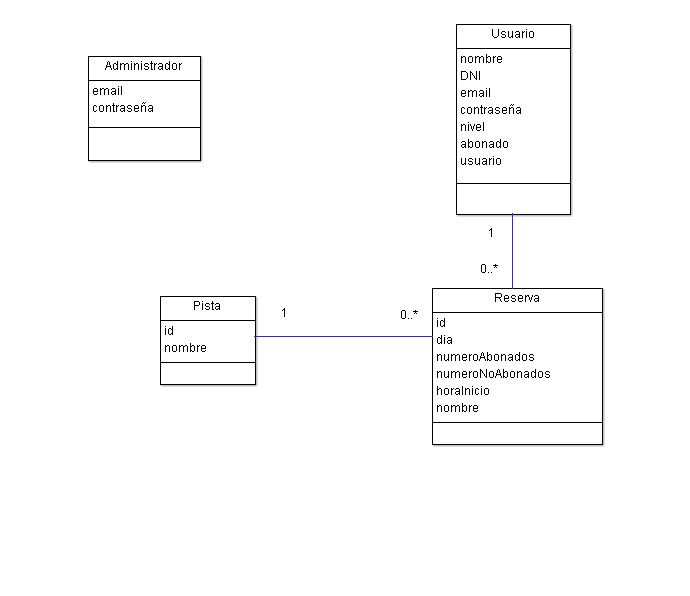 Usuario
nombre
DNI
email
contraseña
nivel
abonado
usuario
Administrador
email
contraseña
1
0..*
Pista
id
nombre
1
0..*
Reserva
id
dia
numeroAbonados
numeroNoAbonados
horaInicio
nombre